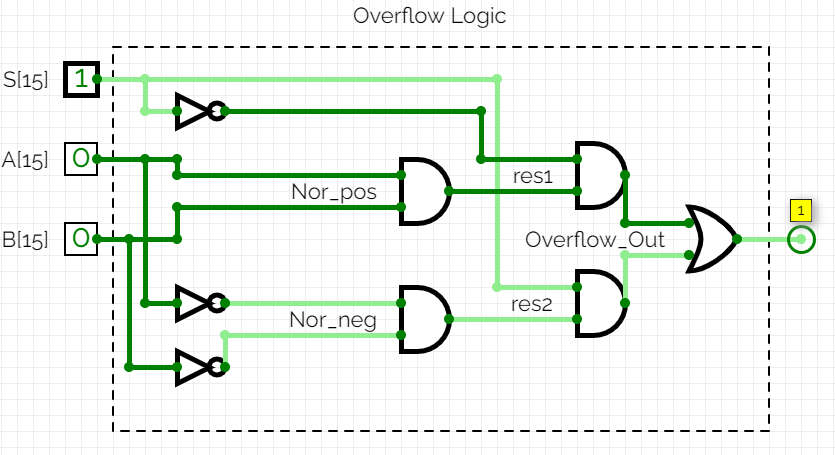 Overflow Logic
S[15] 1
A[15] 0
Nor_pos
res1
1
B[15] 0
Overflow_Out
Nor_neg
res2